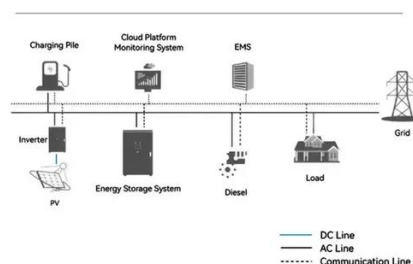 Cloud Platform
Charging Pile
Monitoring System
EMS
Grid
Inverter
Energy Storage System
Diesel
Load
PV
DC Line
AC Line
Communication Line